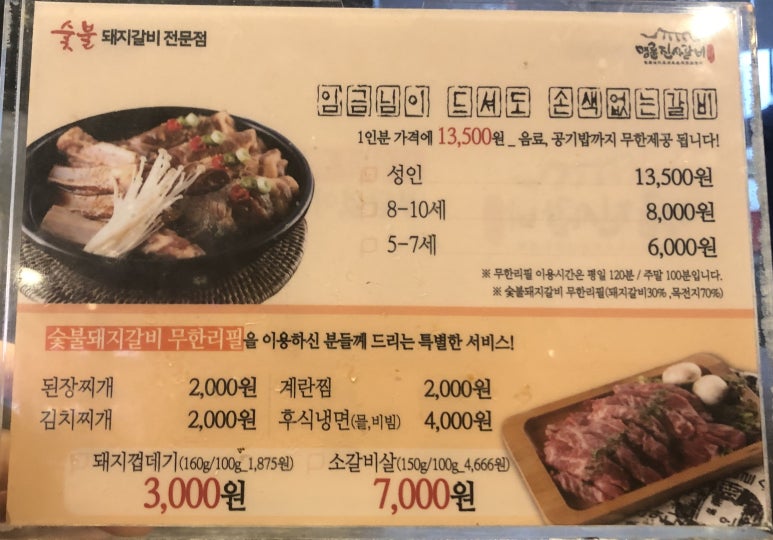 숯불 돼지갈비 전문점
명륜진사갈비
임금님이 드셔도 손색없는갈비
1인분 가격에 13,500원 _ 음료, 공기밥까지 무한제공 됩니다!
성인 13,500원
8-10세 8,000원
5-7세 6,000원
※ 무한리필 이용시간은 평일 120분 / 주말 100분입니다.
※ 숯불돼지갈비 무한리필(돼지갈비30% ,목전지70%)
숯불돼지갈비 무한리필을 이용하신 분들께 드리는 특별한 서비스!
된장찌개 2,000원 계란찜 2,000원
김치찌개 2,000원 후식냉면(물,비빔) 4,000원
돼지껍데기(160g/100g_1,875원) 소갈비살(150g/100g_4,666원)
3,000원 7,000원